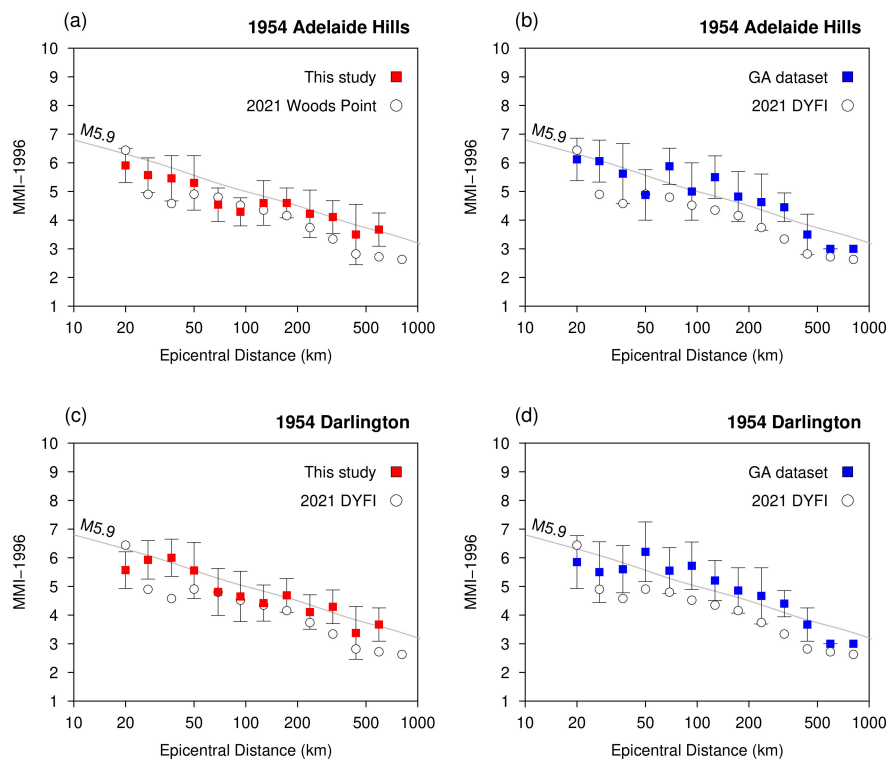 (a)
1954 Adelaide Hills
10
9
8
7
6
5
4
3
2
1
MMI−1996
This study
2021 Woods Point
M5.9
10 20 50 100 200 500 1000
Epicentral Distance (km)
(b)
1954 Adelaide Hills
10
9
8
7
6
5
4
3
2
1
MMI−1996
GA dataset
2021 DYFI
M5.9
10 20 50 100 200 500 1000
Epicentral Distance (km)
(c)
1954 Darlington
10
9
8
7
6
5
4
3
2
1
MMI−1996
This study
2021 DYFI
M5.9
10 20 50 100 200 500 1000
Epicentral Distance (km)
(d)
1954 Darlington
10
9
8
7
6
5
4
3
2
1
MMI−1996
GA dataset
2021 DYFI
M5.9
10 20 50 100 200 500 1000
Epicentral Distance (km)